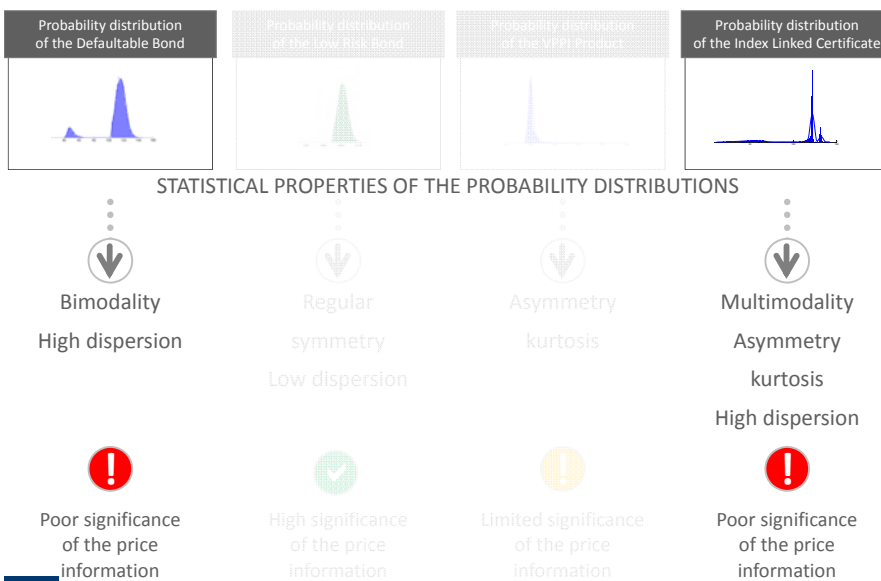 Probability distribution
of the Defaultable Bond
Probability distribution
of the Low Risk Bond
Probability distribution
of the VPPI Product
Probability distribution
of the Index Linked Certificate
STATISTICAL PROPERTIES OF THE PROBABILITY DISTRIBUTIONS
Bimodality
High dispersion
Regular
symmetry
Low dispersion
Asymmetry
kurtosis
Multimodality
Asymmetry
kurtosis
High dispersion
Poor significance
of the price
information
High significance
of the price
information
Limited significance
of the price
information
Poor significance
of the price
information